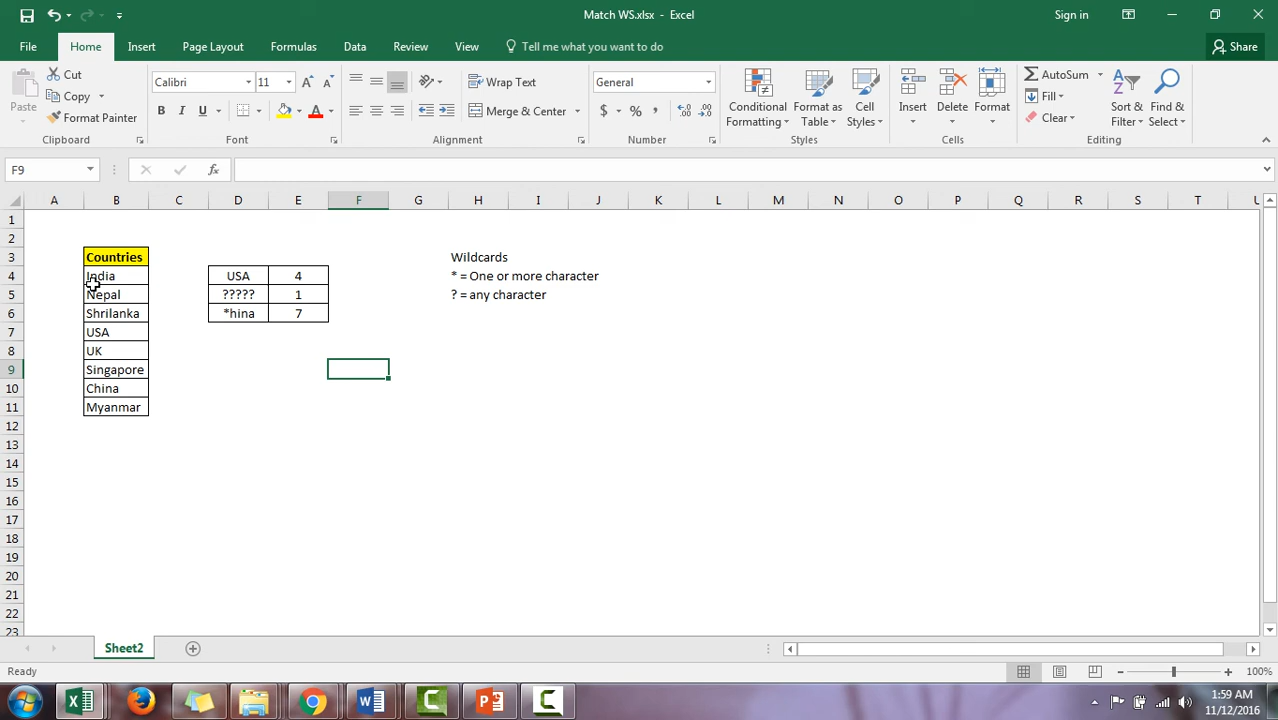 Match WS.xlsx - Excel
Sign in
File Home Insert Page Layout Formulas Data Review View Tell me what you want to do Share
Paste
Cut
Copy
Format Painter
Clipboard
Calibri 11
B I U
Font
Wrap Text
Merge & Center
Alignment
General
$ % ,
Number
Conditional Formatting
Format as Table
Cell Styles
Styles
Insert
Delete
Format
Cells
AutoSum
Fill
Clear
Sort & Filter
Find & Select
Editing
F9 fx
A B C D E F G H I J K L M N O P Q R S T U
1
2
3 Countries Wildcards
4 India USA 4 * = One or more character
5 Nepal ????? 1 ? = any character
6 Shrilanka *hina 7
7 USA
8 UK
9 Singapore
10 China
11 Myanmar
12
13
14
15
16
17
18
19
20
21
22
23
Sheet2
Ready 100%
1:59 AM
11/12/2016